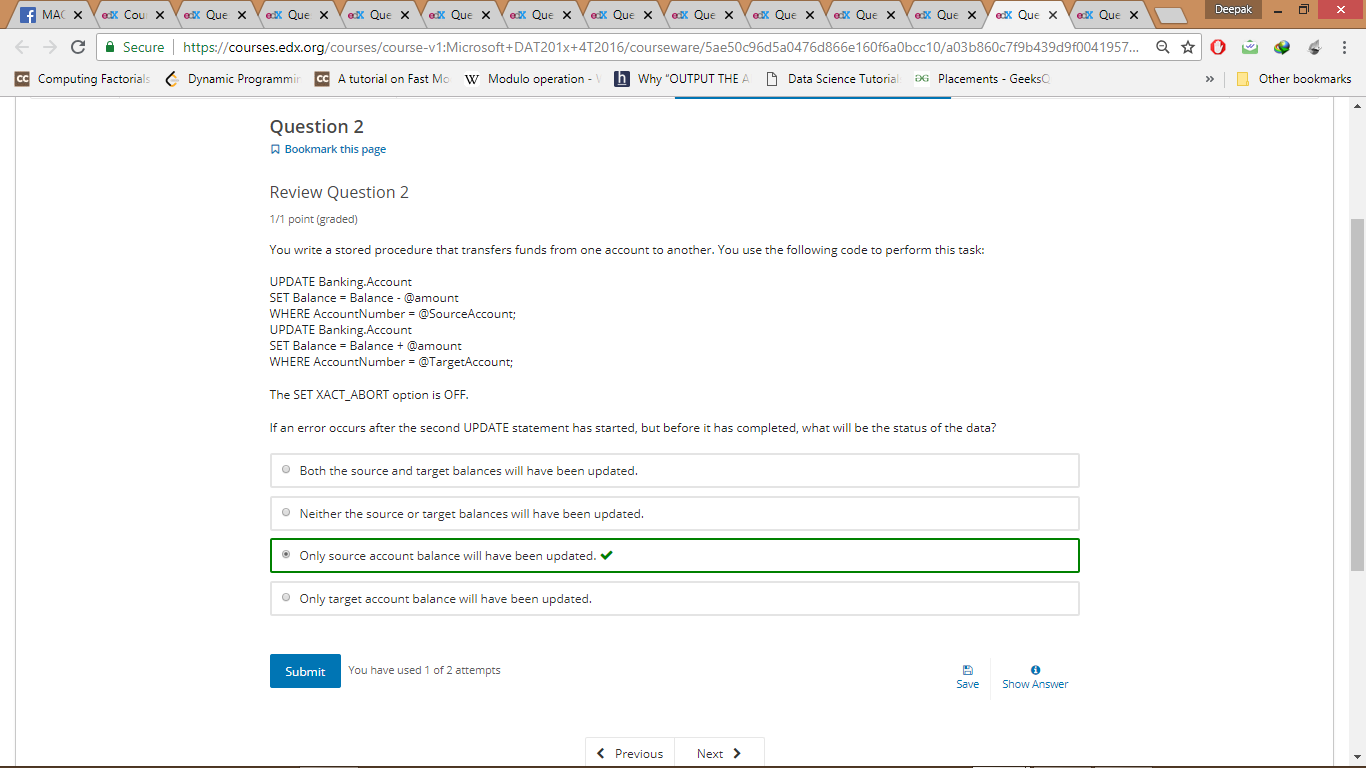 MAC Cou Que Que Que Que Que Que Que Que Que Que Que Que Deepak
Secure https://courses.edx.org/courses/course-v1:Microsoft+DAT201x+4T2016/courseware/5ae50c96d5a0476d866e160f6a0bcc10/a03b860c7f9b439d9f0041957...
Computing Factorials Dynamic Programmin A tutorial on Fast Mo Modulo operation - Why "OUTPUT THE A Data Science Tutorial Placements - GeeksG » Other bookmarks
Question 2
Bookmark this page
Review Question 2
1/1 point (graded)
You write a stored procedure that transfers funds from one account to another. You use the following code to perform this task:
UPDATE Banking.Account
SET Balance = Balance - @amount
WHERE AccountNumber = @SourceAccount;
UPDATE Banking.Account
SET Balance = Balance + @amount
WHERE AccountNumber = @TargetAccount;
The SET XACT_ABORT option is OFF.
If an error occurs after the second UPDATE statement has started, but before it has completed, what will be the status of the data?
Both the source and target balances will have been updated.
Neither the source or target balances will have been updated.
Only source account balance will have been updated. ✔
Only target account balance will have been updated.
Submit You have used 1 of 2 attempts Save Show Answer
Previous Next